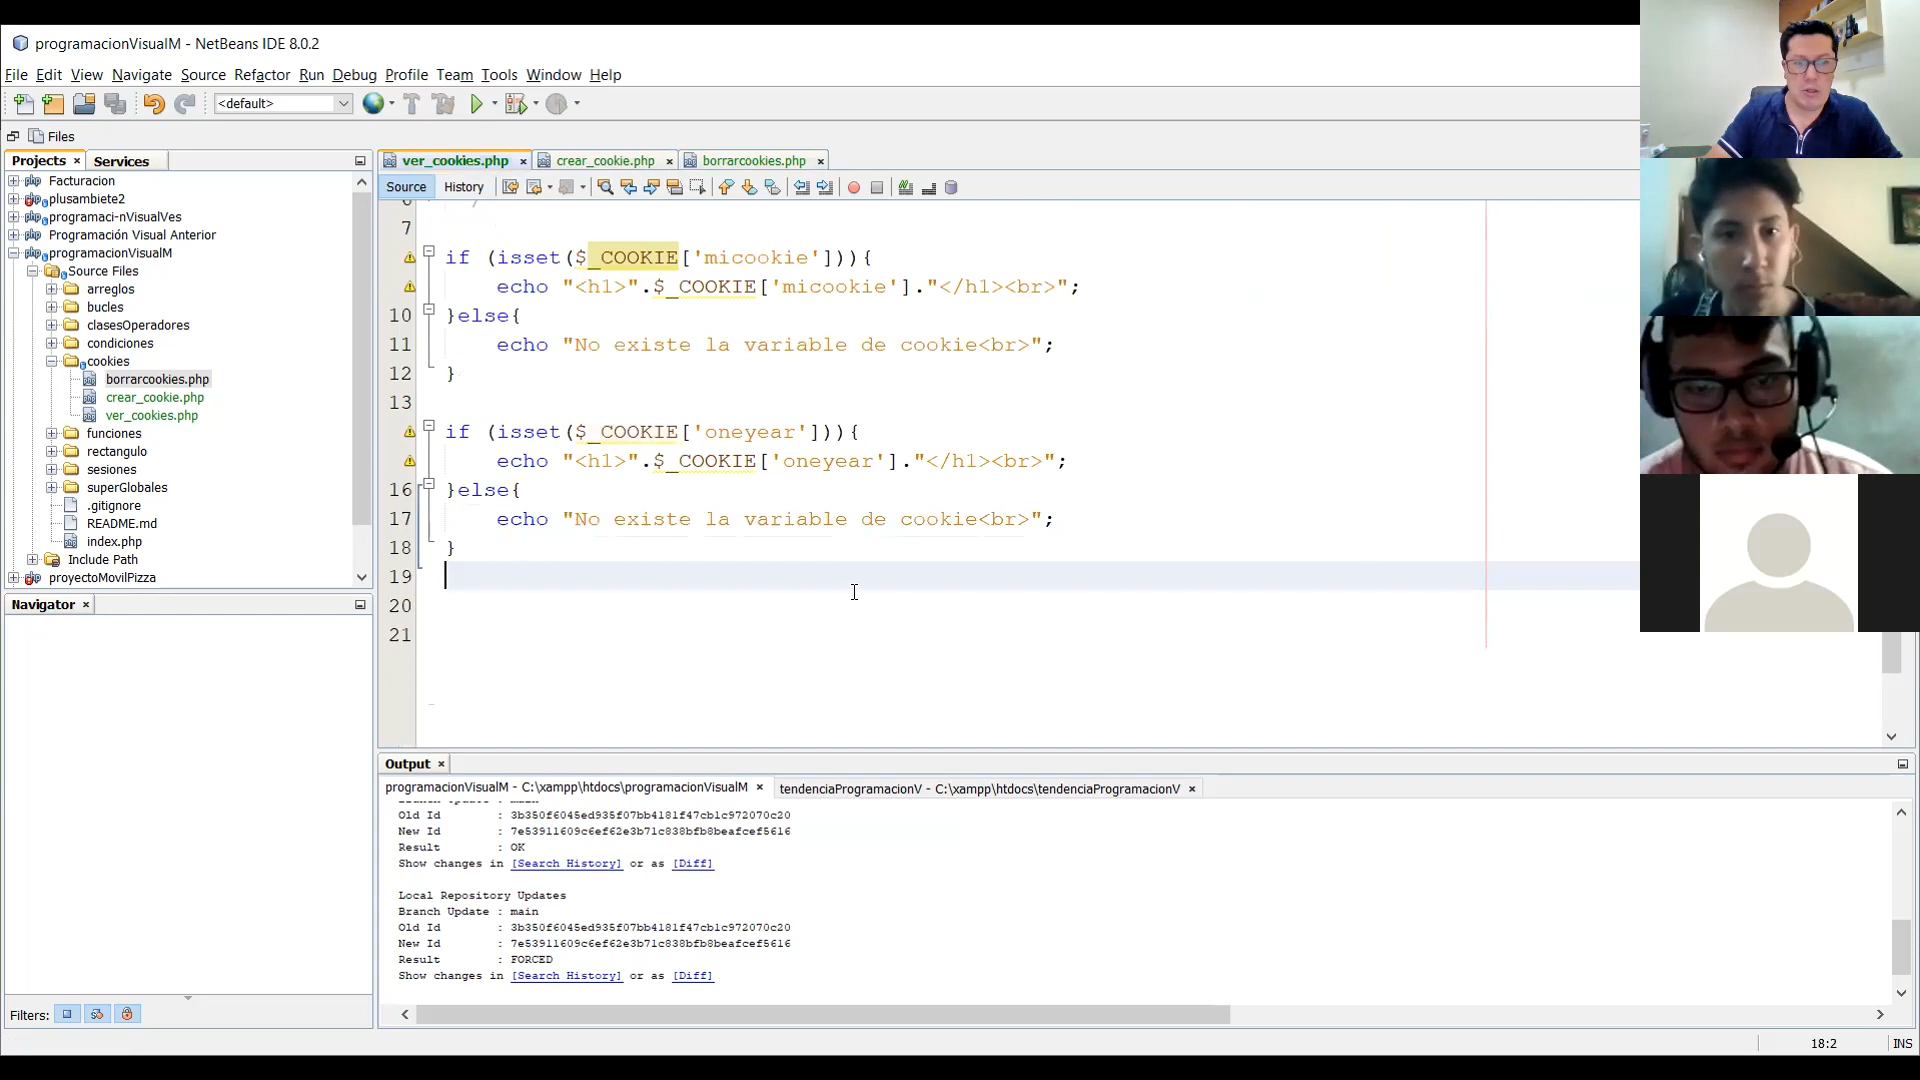 programacionVisualM - NetBeans IDE 8.0.2
File Edit View Navigate Source Refactor Run Debug Profile Team Tools Window Help
<default>
Files
Projects × Services
Facturacion
plusambiete2
programaci-nVisualVes
Programación Visual Anterior
programacionVisualM
Source Files
arreglos
bucles
clasesOperadores
condiciones
cookies
borrarcookies.php
crear_cookie.php
ver_cookies.php
funciones
rectangulo
sesiones
superGlobales
.gitignore
README.md
index.php
Include Path
proyectoMovilPizza
Navigator ×
Filters:
ver_cookies.php × crear_cookie.php × borrarcookies.php ×
Source History
7
if (isset($_COOKIE['micookie'])){
echo "<h1>".$_COOKIE['micookie']."</h1><br>";
10 }else{
11 echo "No existe la variable de cookie<br>";
12 }
13
if (isset($_COOKIE['oneyear'])){
echo "<h1>".$_COOKIE['oneyear']."</h1><br>";
16 }else{
17 echo "No existe la variable de cookie<br>";
18 }
19
20
21
Output ×
programacionVisualM - C:\xampp\htdocs\programacionVisualM × tendenciaProgramacionV - C:\xampp\htdocs\tendenciaProgramacionV ×
Branch Update : main
Old Id : 3b350f6045ed935f07bb4181f47cb1c972070c20
New Id : 7e53911609c6ef62e3b71c838bfb8beafcef5616
Result : OK
Show changes in [Search History] or as [Diff]
Local Repository Updates
Branch Update : main
Old Id : 3b350f6045ed935f07bb4181f47cb1c972070c20
New Id : 7e53911609c6ef62e3b71c838bfb8beafcef5616
Result : FORCED
Show changes in [Search History] or as [Diff]
18:2 INS